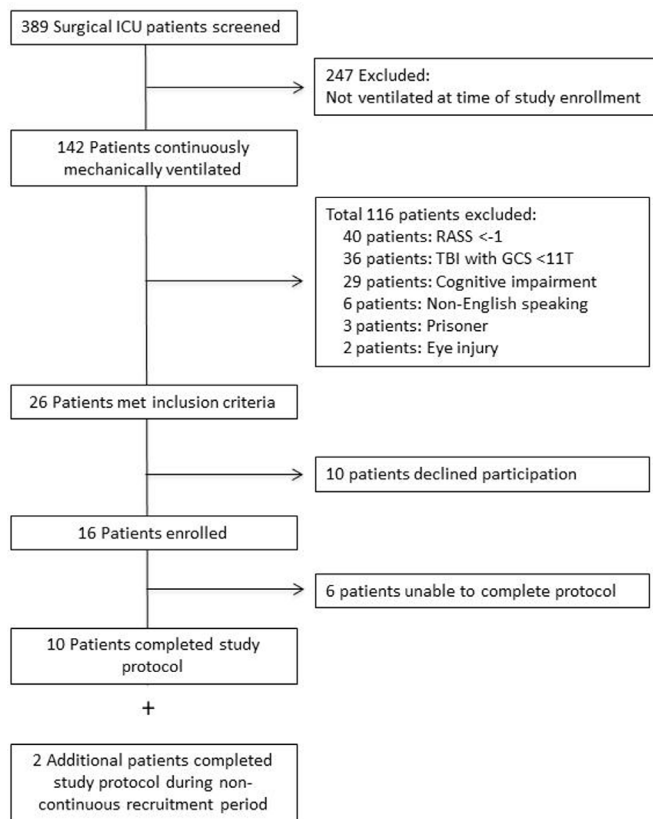 389 Surgical ICU patients screened
247 Excluded:
Not ventilated at time of study enrollment
142 Patients continuously
mechanically ventilated
Total 116 patients excluded:
40 patients: RASS <-1
36 patients: TBI with GCS <11T
29 patients: Cognitive impairment
6 patients: Non-English speaking
3 patients: Prisoner
2 patients: Eye injury
26 Patients met inclusion criteria
10 patients declined participation
16 Patients enrolled
6 patients unable to complete protocol
10 Patients completed study
protocol
+
2 Additional patients completed
study protocol during non-
continuous recruitment period